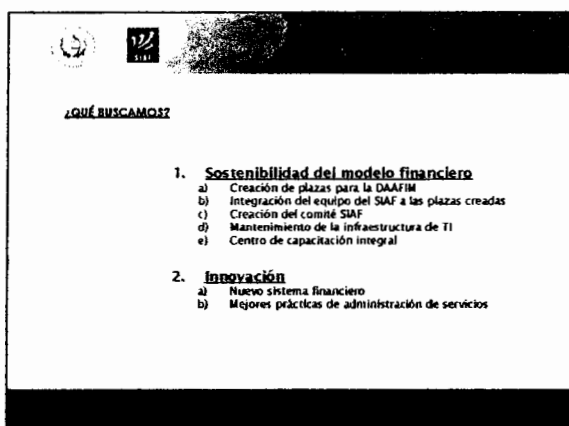 ¿QUÉ BUSCAMOS?
1. Sostenibilidad del modelo financiero
a) Creación de plazas para la DAAFIM
b) Integración del equipo del SIAF a las plazas creadas
c) Creación del comité SIAF
d) Mantenimiento de la infraestructura de TI
e) Centro de capacitación integral
2. Innovación
a) Nuevo sistema financiero
b) Mejores prácticas de administración de servicios